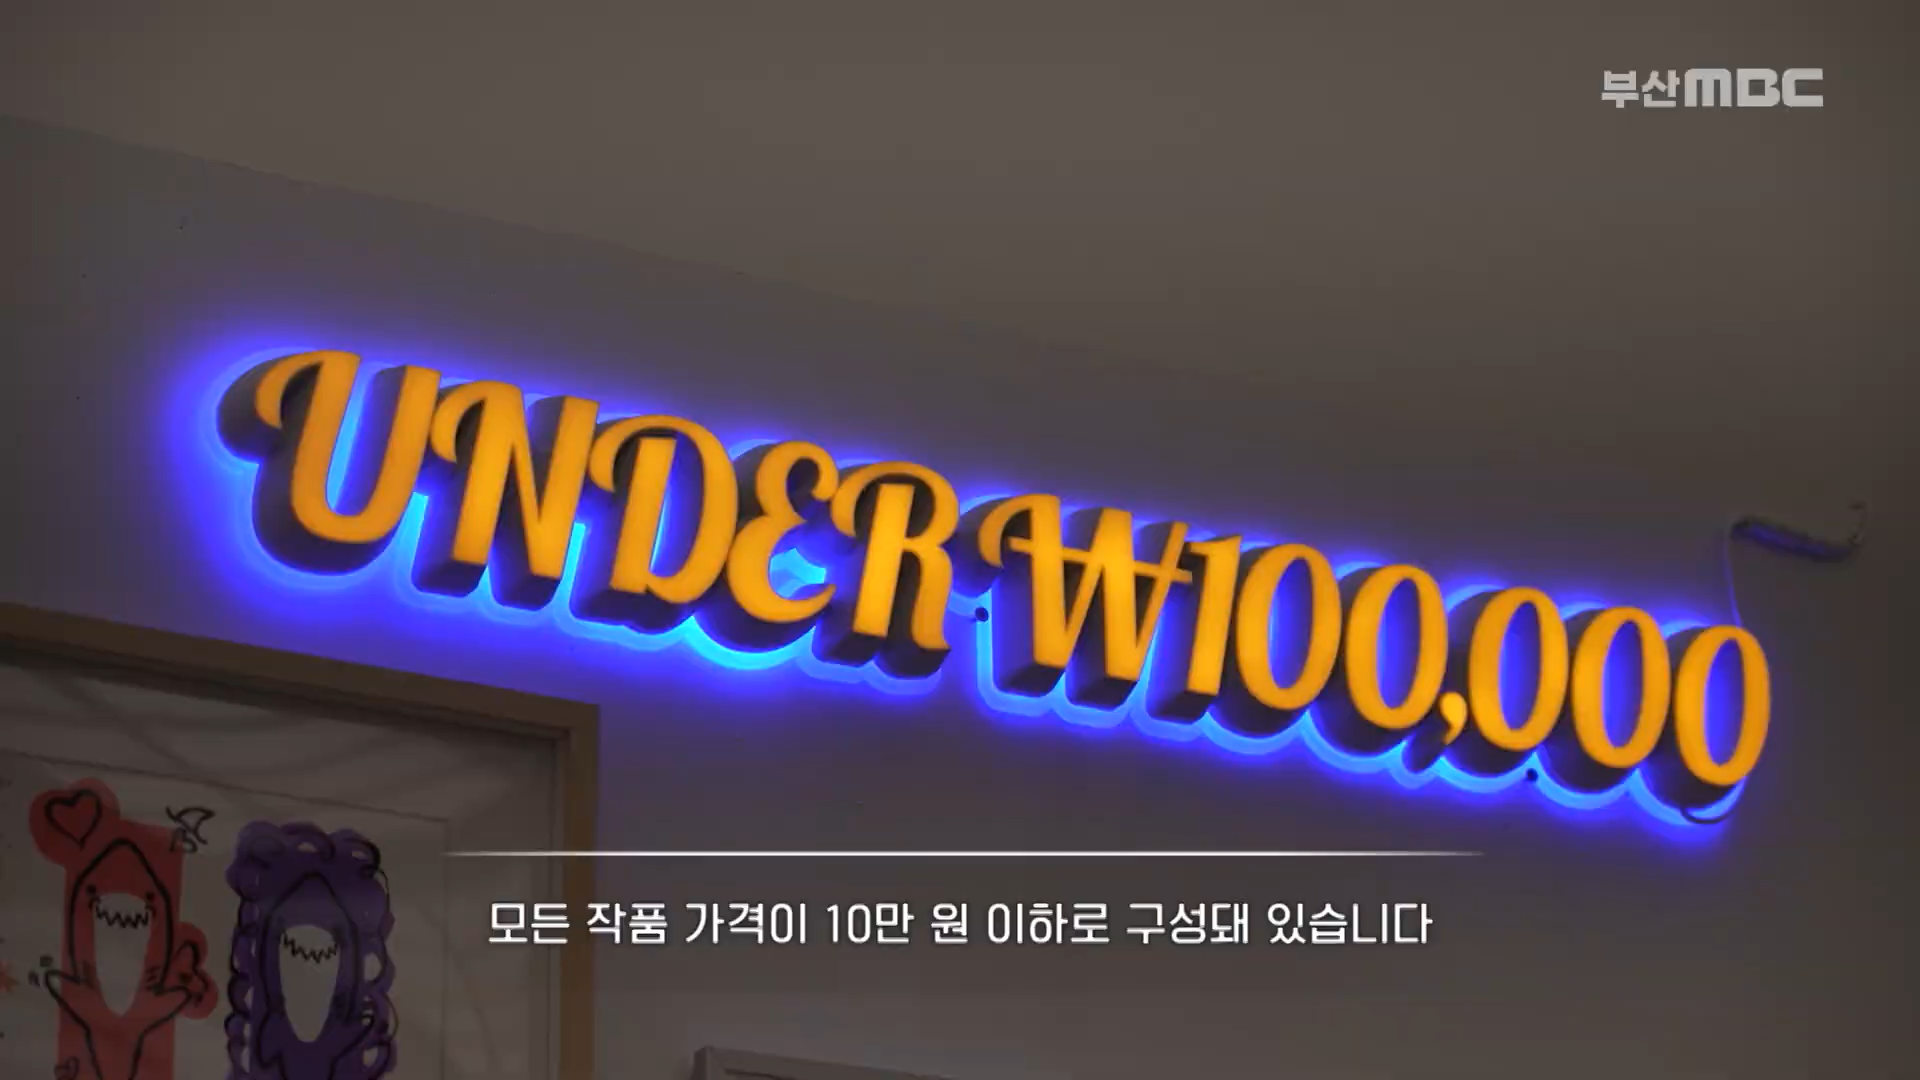 부산MBC
UNDER ₩100,000
모든 작품 가격이 10만 원 이하로 구성돼 있습니다